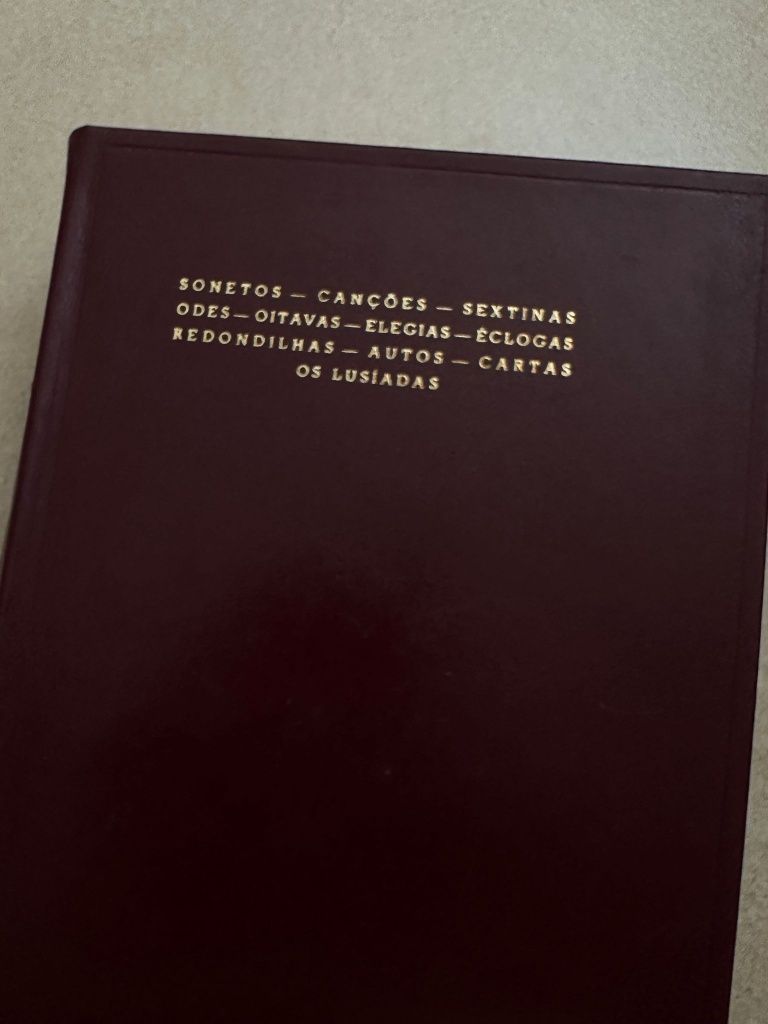 SONETOS — CANÇÕES — SEXTINAS
ODES — OITAVAS — ELEGIAS — ÉCLOGAS
REDONDILHAS — AUTOS — CARTAS
OS LUSÍADAS